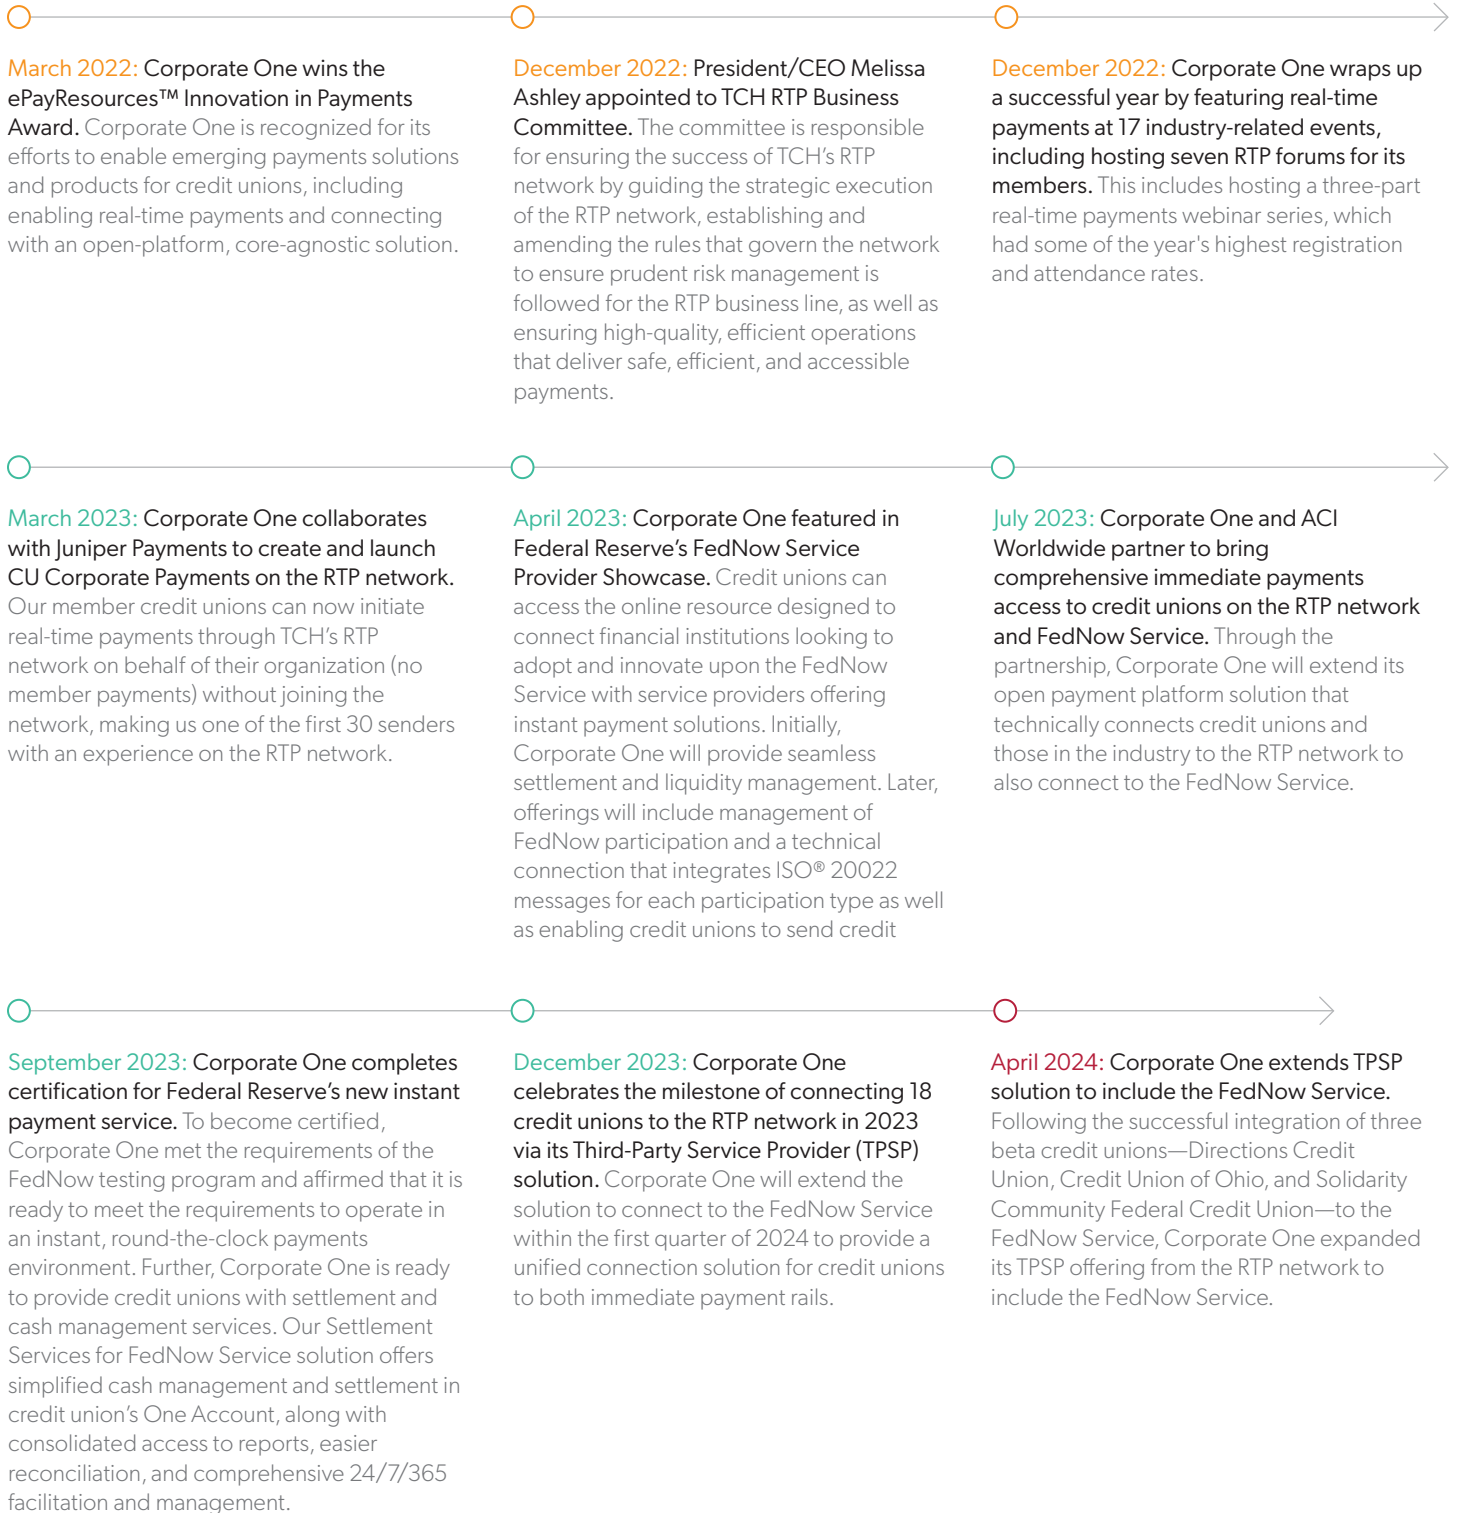 March 2022: Corporate One wins the
ePayResources™ Innovation in Payments
Award. Corporate One is recognized for its
efforts to enable emerging payments solutions
and products for credit unions, including
enabling real-time payments and connecting
with an open-platform, core-agnostic solution.
December 2022: President/CEO Melissa
Ashley appointed to TCH RTP Business
Committee. The committee is responsible
for ensuring the success of TCH’s RTP
network by guiding the strategic execution
of the RTP network, establishing and
amending the rules that govern the network
to ensure prudent risk management is
followed for the RTP business line, as well as
ensuring high-quality, efficient operations
that deliver safe, efficient, and accessible
payments.
December 2022: Corporate One wraps up
a successful year by featuring real-time
payments at 17 industry-related events,
including hosting seven RTP forums for its
members. This includes hosting a three-part
real-time payments webinar series, which
had some of the year's highest registration
and attendance rates.
March 2023: Corporate One collaborates
with Juniper Payments to create and launch
CU Corporate Payments on the RTP network.
Our member credit unions can now initiate
real-time payments through TCH’s RTP
network on behalf of their organization (no
member payments) without joining the
network, making us one of the first 30 senders
with an experience on the RTP network.
April 2023: Corporate One featured in
Federal Reserve’s FedNow Service
Provider Showcase. Credit unions can
access the online resource designed to
connect financial institutions looking to
adopt and innovate upon the FedNow
Service with service providers offering
instant payment solutions. Initially,
Corporate One will provide seamless
settlement and liquidity management. Later,
offerings will include management of
FedNow participation and a technical
connection that integrates ISO® 20022
messages for each participation type as well
as enabling credit unions to send credit
July 2023: Corporate One and ACI
Worldwide partner to bring
comprehensive immediate payments
access to credit unions on the RTP network
and FedNow Service. Through the
partnership, Corporate One will extend its
open payment platform solution that
technically connects credit unions and
those in the industry to the RTP network to
also connect to the FedNow Service.
September 2023: Corporate One completes
certification for Federal Reserve’s new instant
payment service. To become certified,
Corporate One met the requirements of the
FedNow testing program and affirmed that it is
ready to meet the requirements to operate in
an instant, round-the-clock payments
environment. Further, Corporate One is ready
to provide credit unions with settlement and
cash management services. Our Settlement
Services for FedNow Service solution offers
simplified cash management and settlement in
credit union’s One Account, along with
consolidated access to reports, easier
reconciliation, and comprehensive 24/7/365
facilitation and management.
December 2023: Corporate One
celebrates the milestone of connecting 18
credit unions to the RTP network in 2023
via its Third-Party Service Provider (TPSP)
solution. Corporate One will extend the
solution to connect to the FedNow Service
within the first quarter of 2024 to provide a
unified connection solution for credit unions
to both immediate payment rails.
April 2024: Corporate One extends TPSP
solution to include the FedNow Service.
Following the successful integration of three
beta credit unions—Directions Credit
Union, Credit Union of Ohio, and Solidarity
Community Federal Credit Union—to the
FedNow Service, Corporate One expanded
its TPSP offering from the RTP network to
include the FedNow Service.